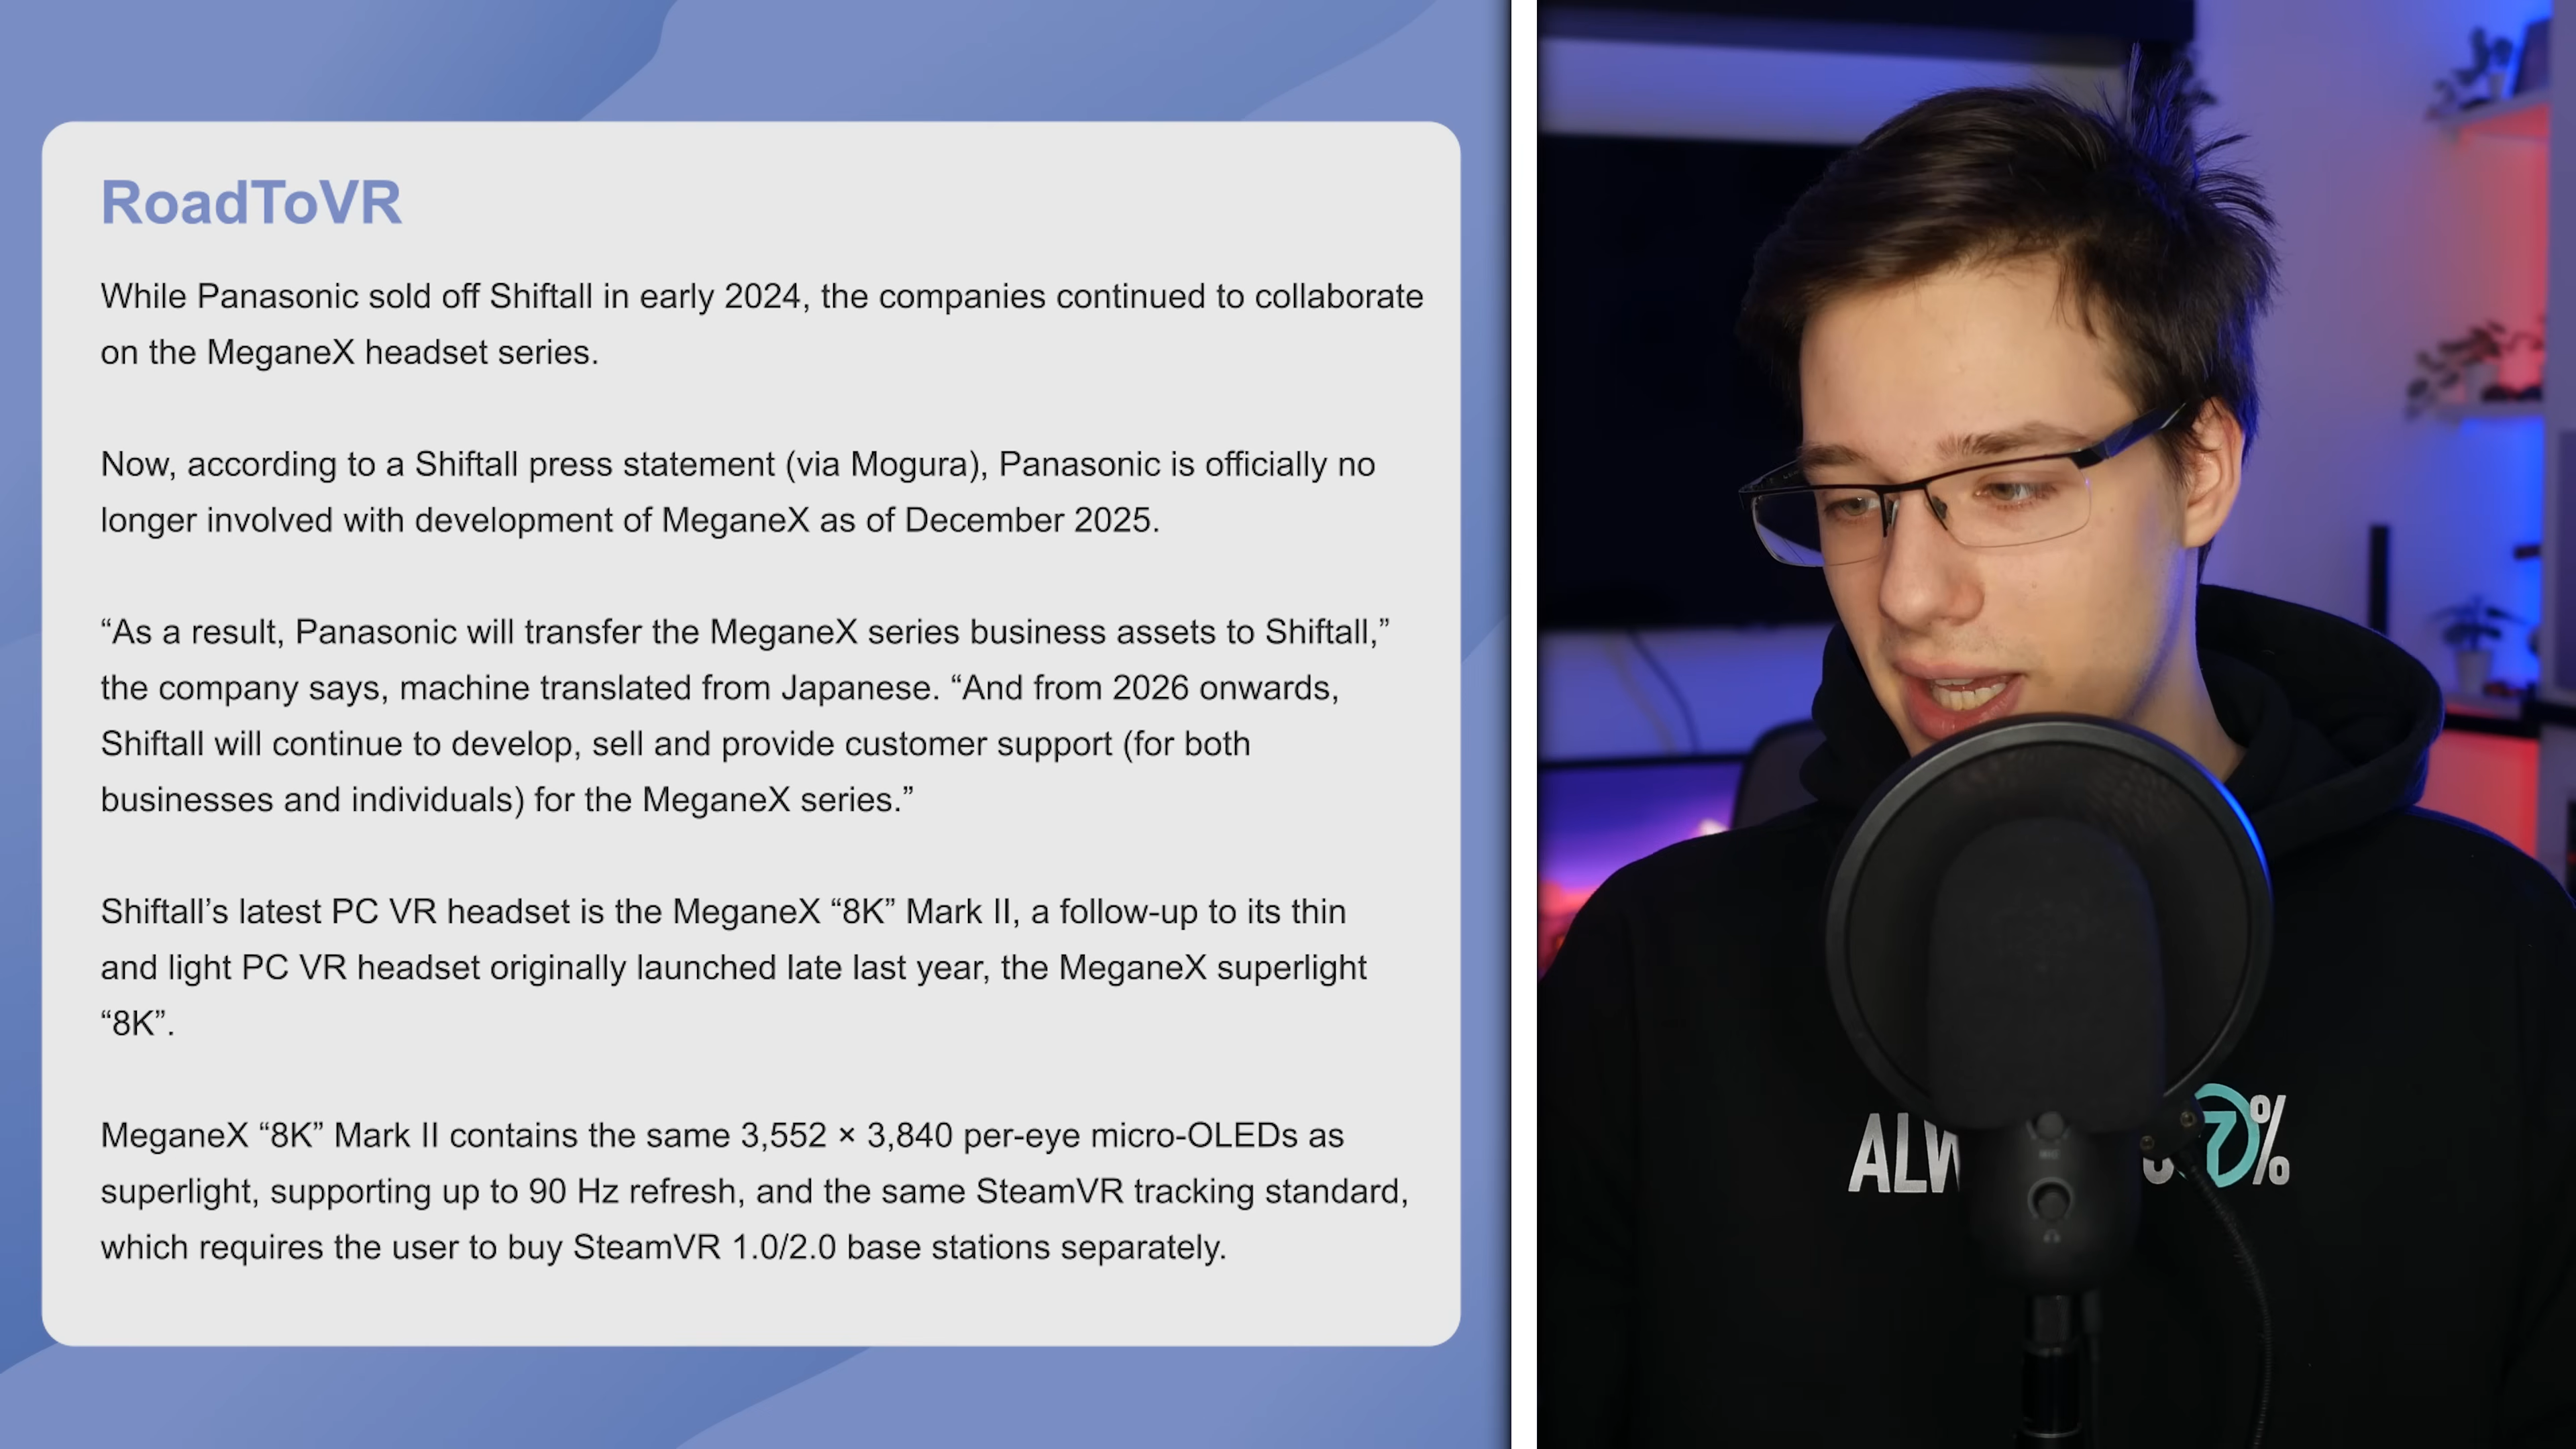 RoadToVR
While Panasonic sold off Shiftall in early 2024, the companies continued to collaborate
on the MeganeX headset series.
Now, according to a Shiftall press statement (via Mogura), Panasonic is officially no
longer involved with development of MeganeX as of December 2025.
“As a result, Panasonic will transfer the MeganeX series business assets to Shiftall,”
the company says, machine translated from Japanese. “And from 2026 onwards,
Shiftall will continue to develop, sell and provide customer support (for both
businesses and individuals) for the MeganeX series.”
Shiftall’s latest PC VR headset is the MeganeX “8K” Mark II, a follow-up to its thin
and light PC VR headset originally launched late last year, the MeganeX superlight
“8K”.
MeganeX “8K” Mark II contains the same 3,552 × 3,840 per-eye micro-OLEDs as
superlight, supporting up to 90 Hz refresh, and the same SteamVR tracking standard,
which requires the user to buy SteamVR 1.0/2.0 base stations separately.